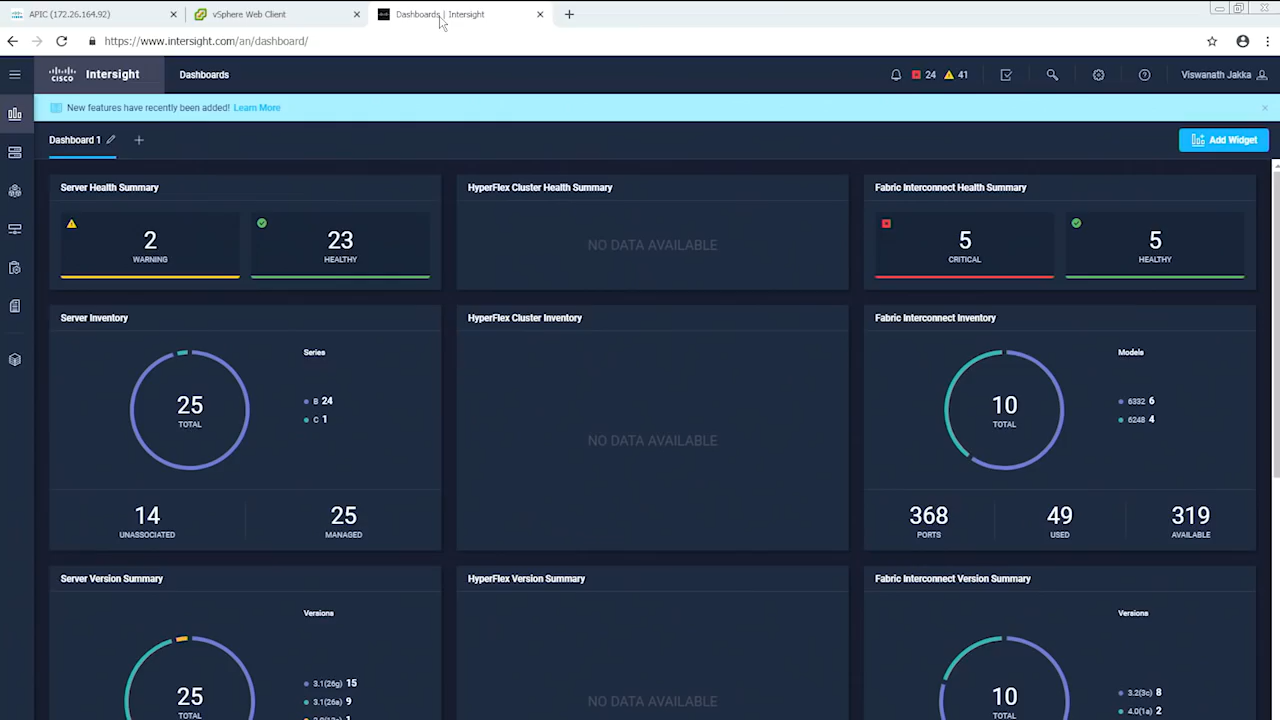 APIC (172.26.164.92)
vSphere Web Client
Dashboards | Intersight
https://www.intersight.com/an/dashboard/
CISCO
Intersight
Dashboards
24
41
Viswanath Jakka
New features have recently been added! Learn More
Dashboard 1
Add Widget
Server Health Summary
2
WARNING
23
HEALTHY
HyperFlex Cluster Health Summary
NO DATA AVAILABLE
Fabric Interconnect Health Summary
5
CRITICAL
5
HEALTHY
Server Inventory
25
TOTAL
Series
B 24
C 1
14
UNASSOCIATED
25
MANAGED
HyperFlex Cluster Inventory
NO DATA AVAILABLE
Fabric Interconnect Inventory
10
TOTAL
Models
6332 6
6248 4
368
PORTS
49
USED
319
AVAILABLE
Server Version Summary
25
TOTAL
Versions
3.1(26g) 15
3.1(26a) 9
HyperFlex Version Summary
NO DATA AVAILABLE
Fabric Interconnect Version Summary
10
TOTAL
Versions
3.2(3c) 8
4.0(1a) 2